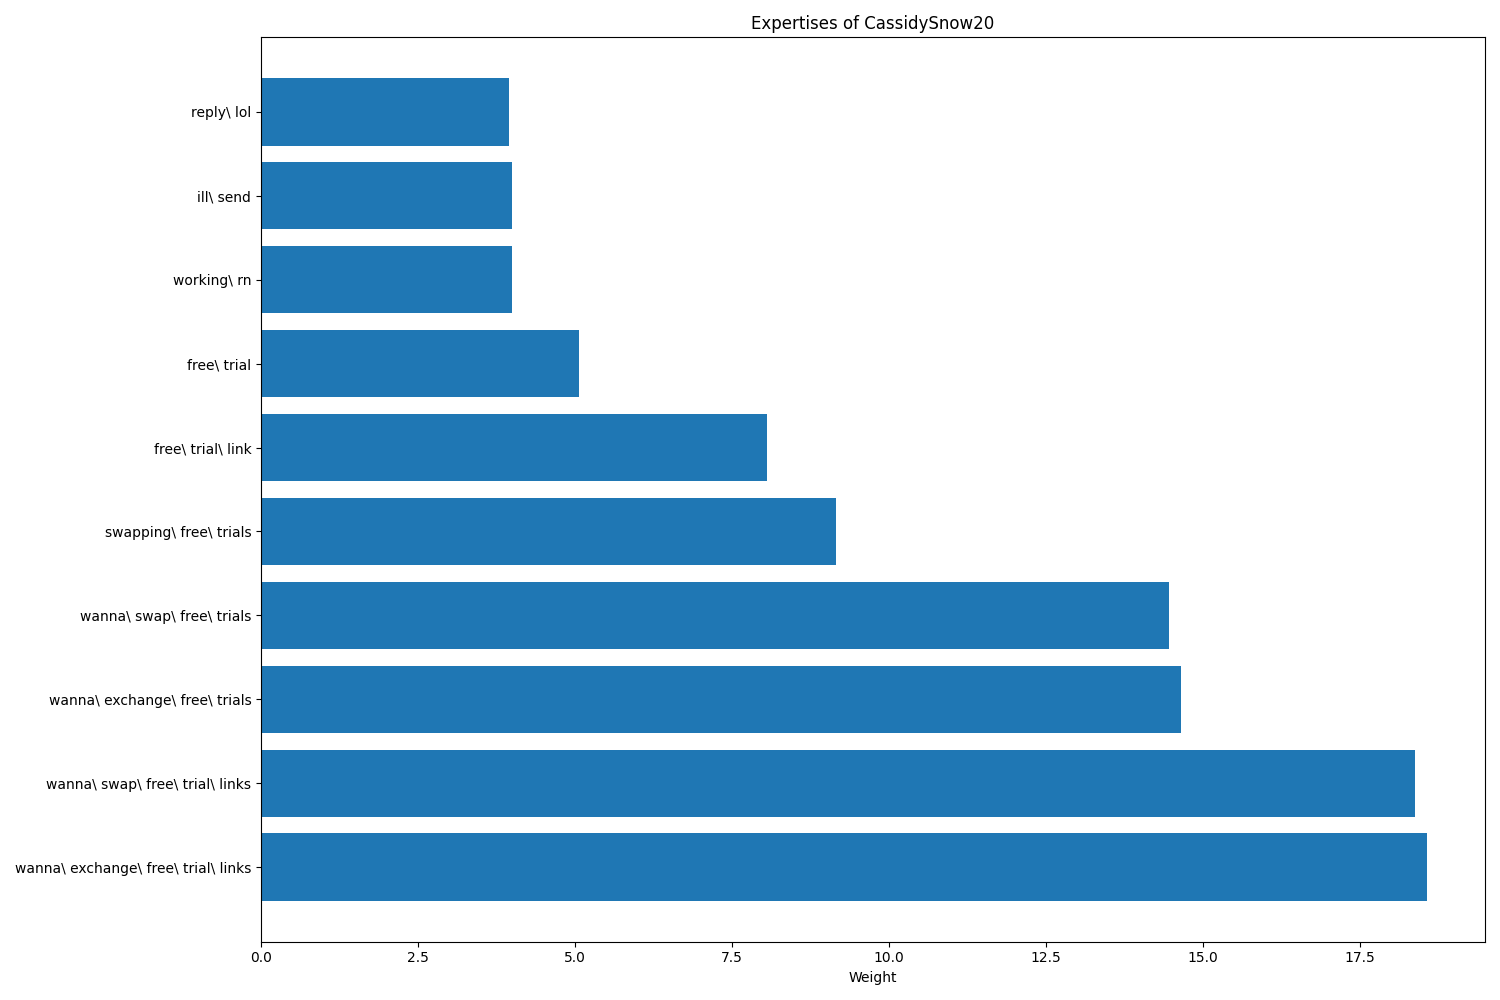 Expertises of CassidySnow20
reply\ lol
ill\ send
working\ rn
free\ trial
free\ trial\ link
swapping\ free\ trials
wanna\ swap\ free\ trials
wanna\ exchange\ free\ trials
wanna\ swap\ free\ trial\ links
wanna\ exchange\ free\ trial\ links
0.0 2.5 5.0 7.5 10.0 12.5 15.0 17.5
Weight